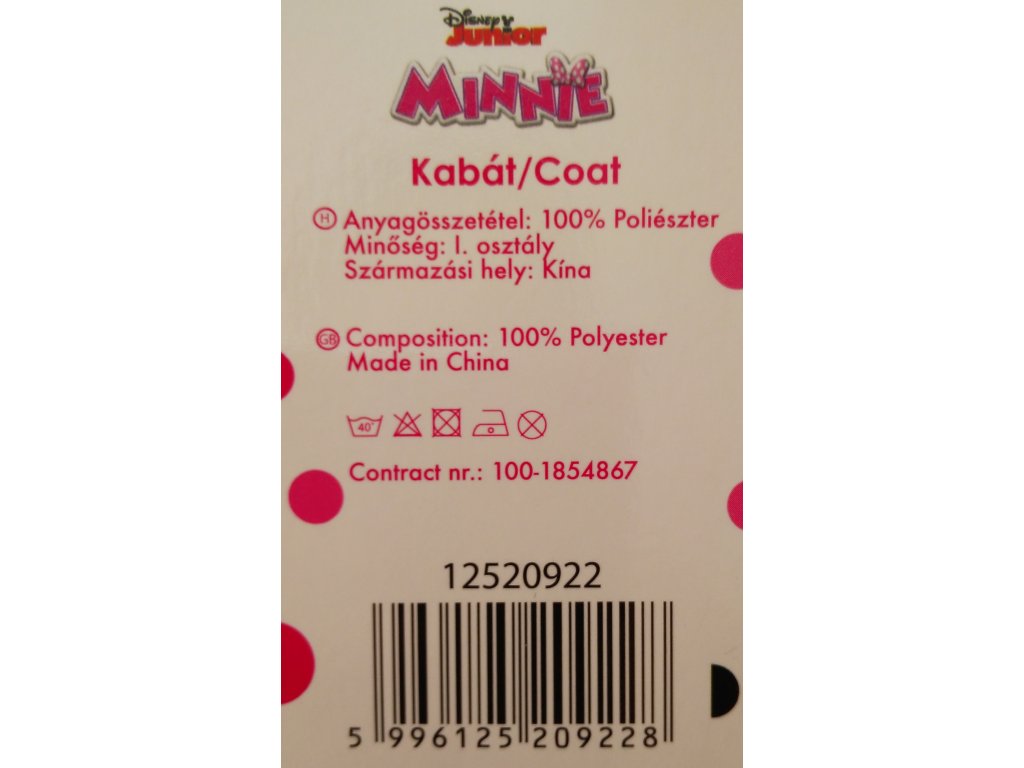 Disney
Junior
MINNIE
Kabát/Coat
H Anyagösszetétel: 100% Poliészter
Minőség: I. osztály
Származási hely: Kína
GB Composition: 100% Polyester
Made in China
40°
Contract nr.: 100-1854867
12520922
5 996125 209228